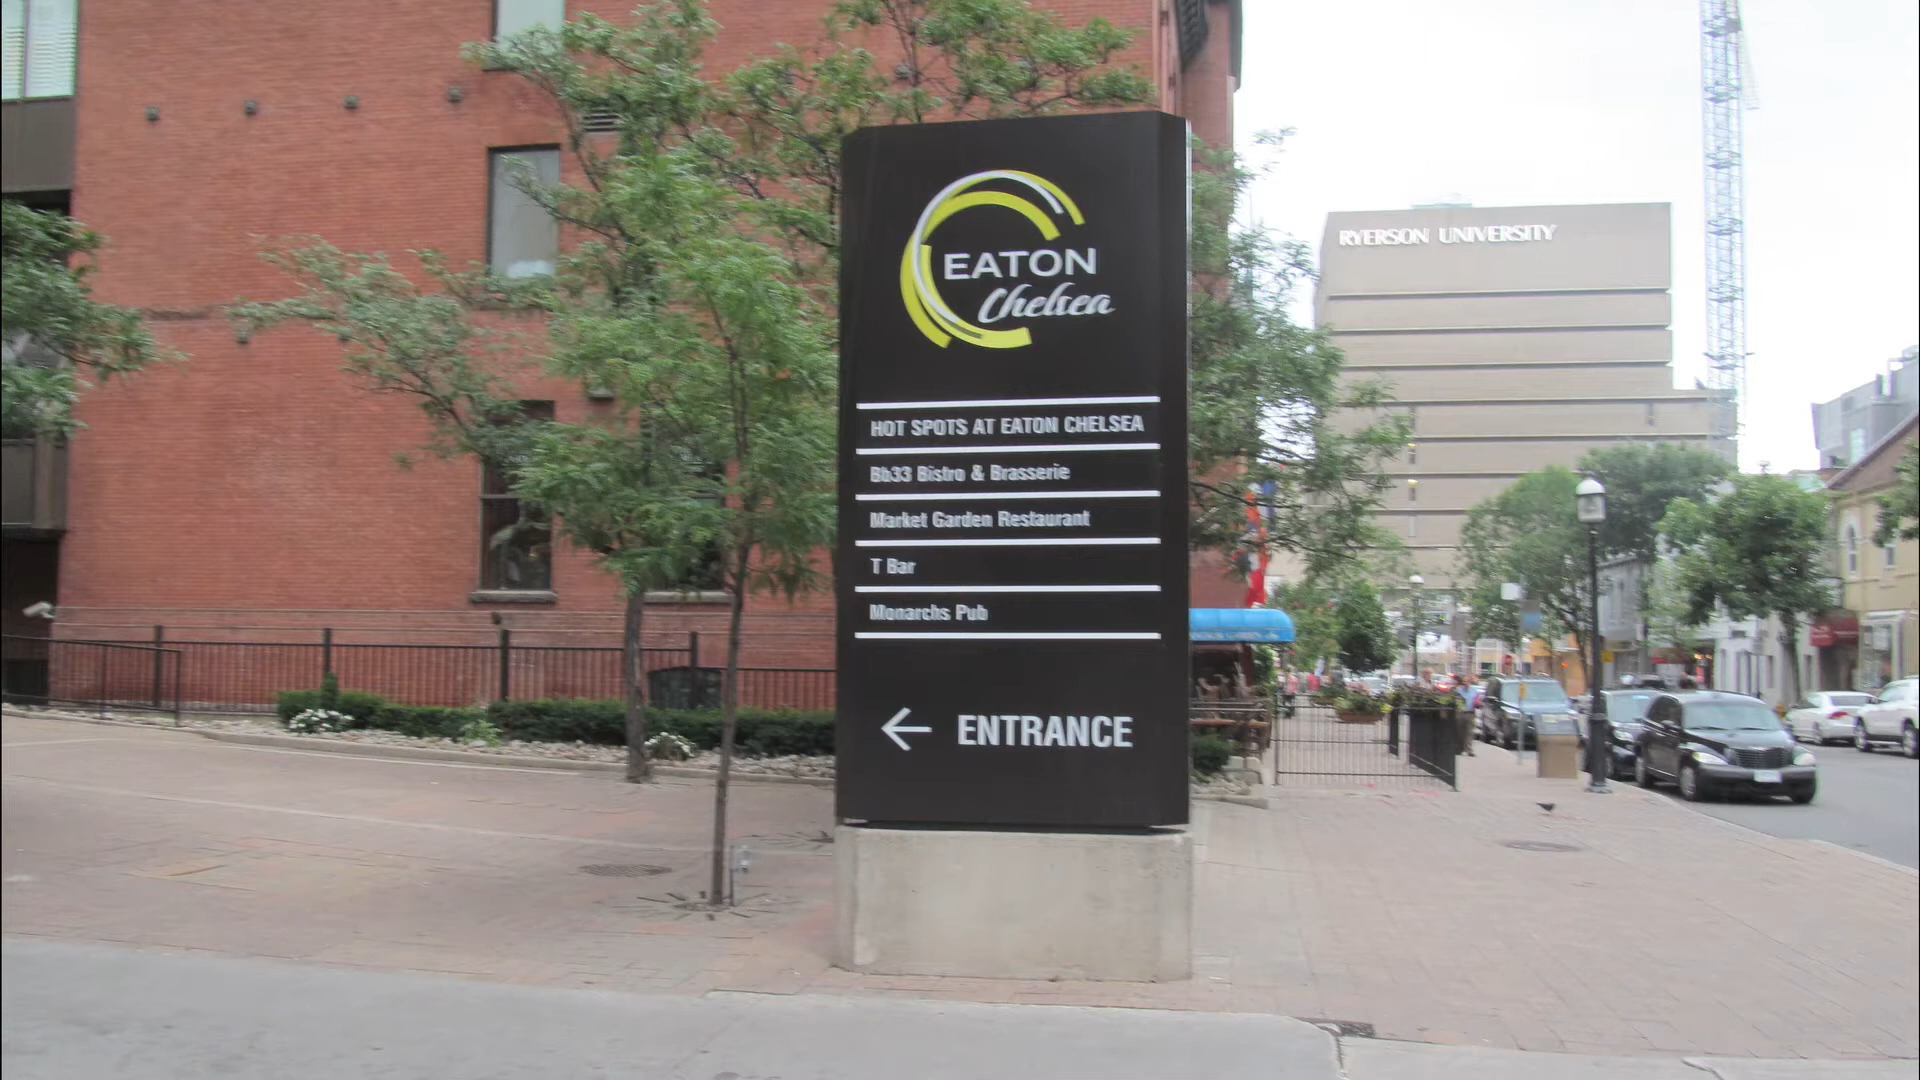 EATON
Chelsea
HOT SPOTS AT EATON CHELSEA
Bb33 Bistro & Brasserie
Market Garden Restaurant
T Bar
Monarchs Pub
← ENTRANCE
RYERSON UNIVERSITY